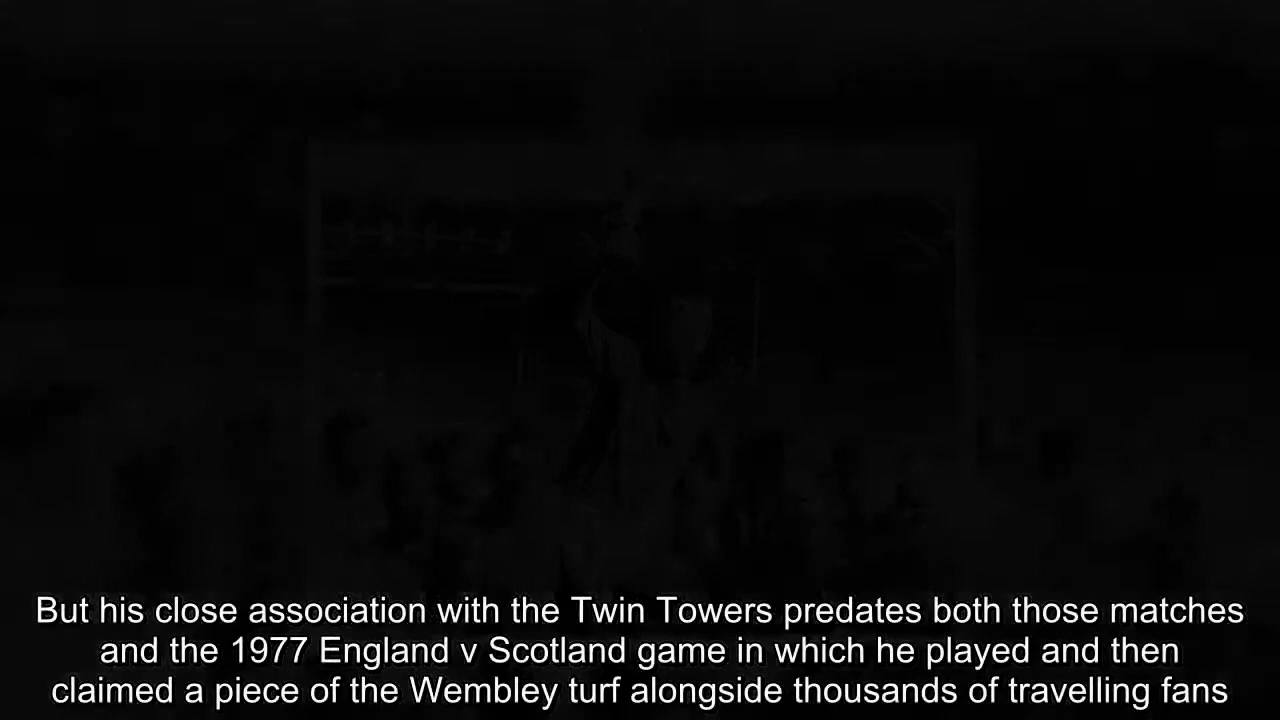 But his close association with the Twin Towers predates both those matches
and the 1977 England v Scotland game in which he played and then
claimed a piece of the Wembley turf alongside thousands of travelling fans